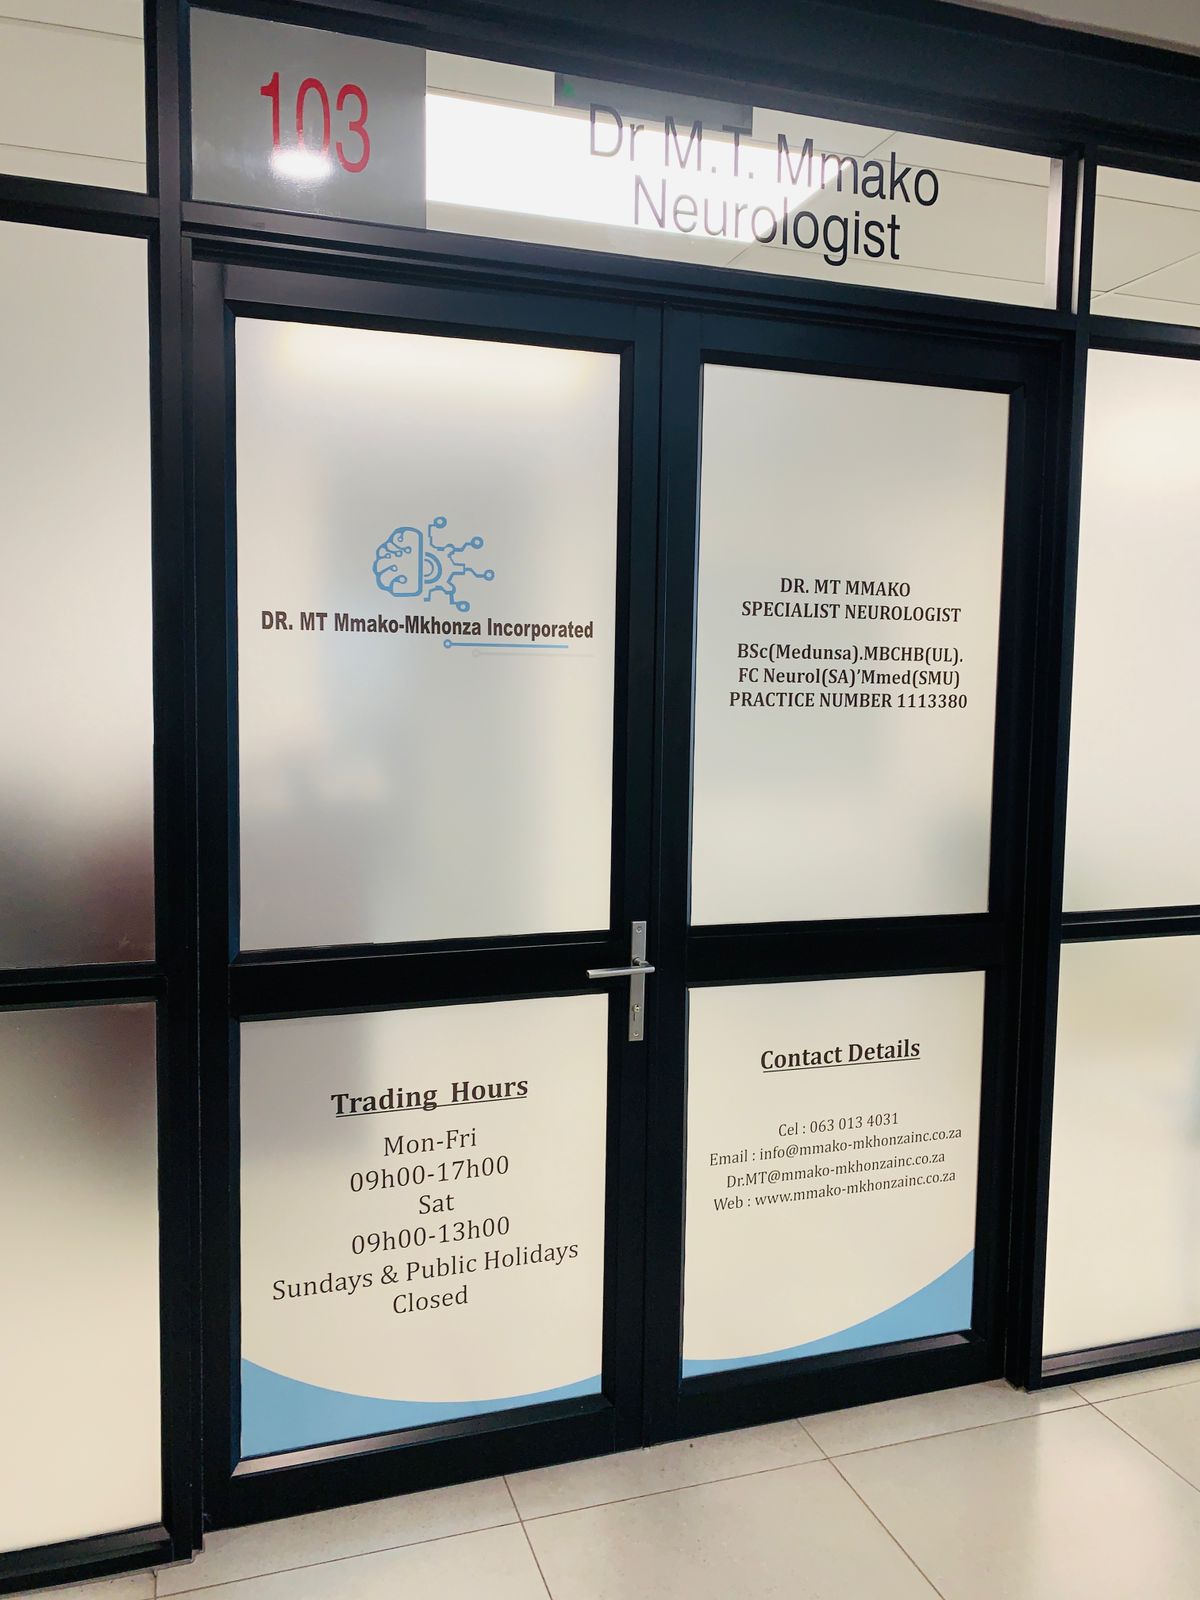 103
Dr M.T. Mmako
Neurologist
DR. MT Mmako-Mkhonza Incorporated
DR. MT MMAKO
SPECIALIST NEUROLOGIST
BSc(Medunsa).MBCHB(UL).
FC Neurol(SA)'Mmed(SMU)
PRACTICE NUMBER 1113380
Trading Hours
Mon-Fri
09h00-17h00
Sat
09h00-13h00
Sundays & Public Holidays
Closed
Contact Details
Cel : 063 013 4031
Email : info@mmako-mkhonzainc.co.za
Dr.MT@mmako-mkhonzainc.co.za
Web : www.mmako-mkhonzainc.co.za